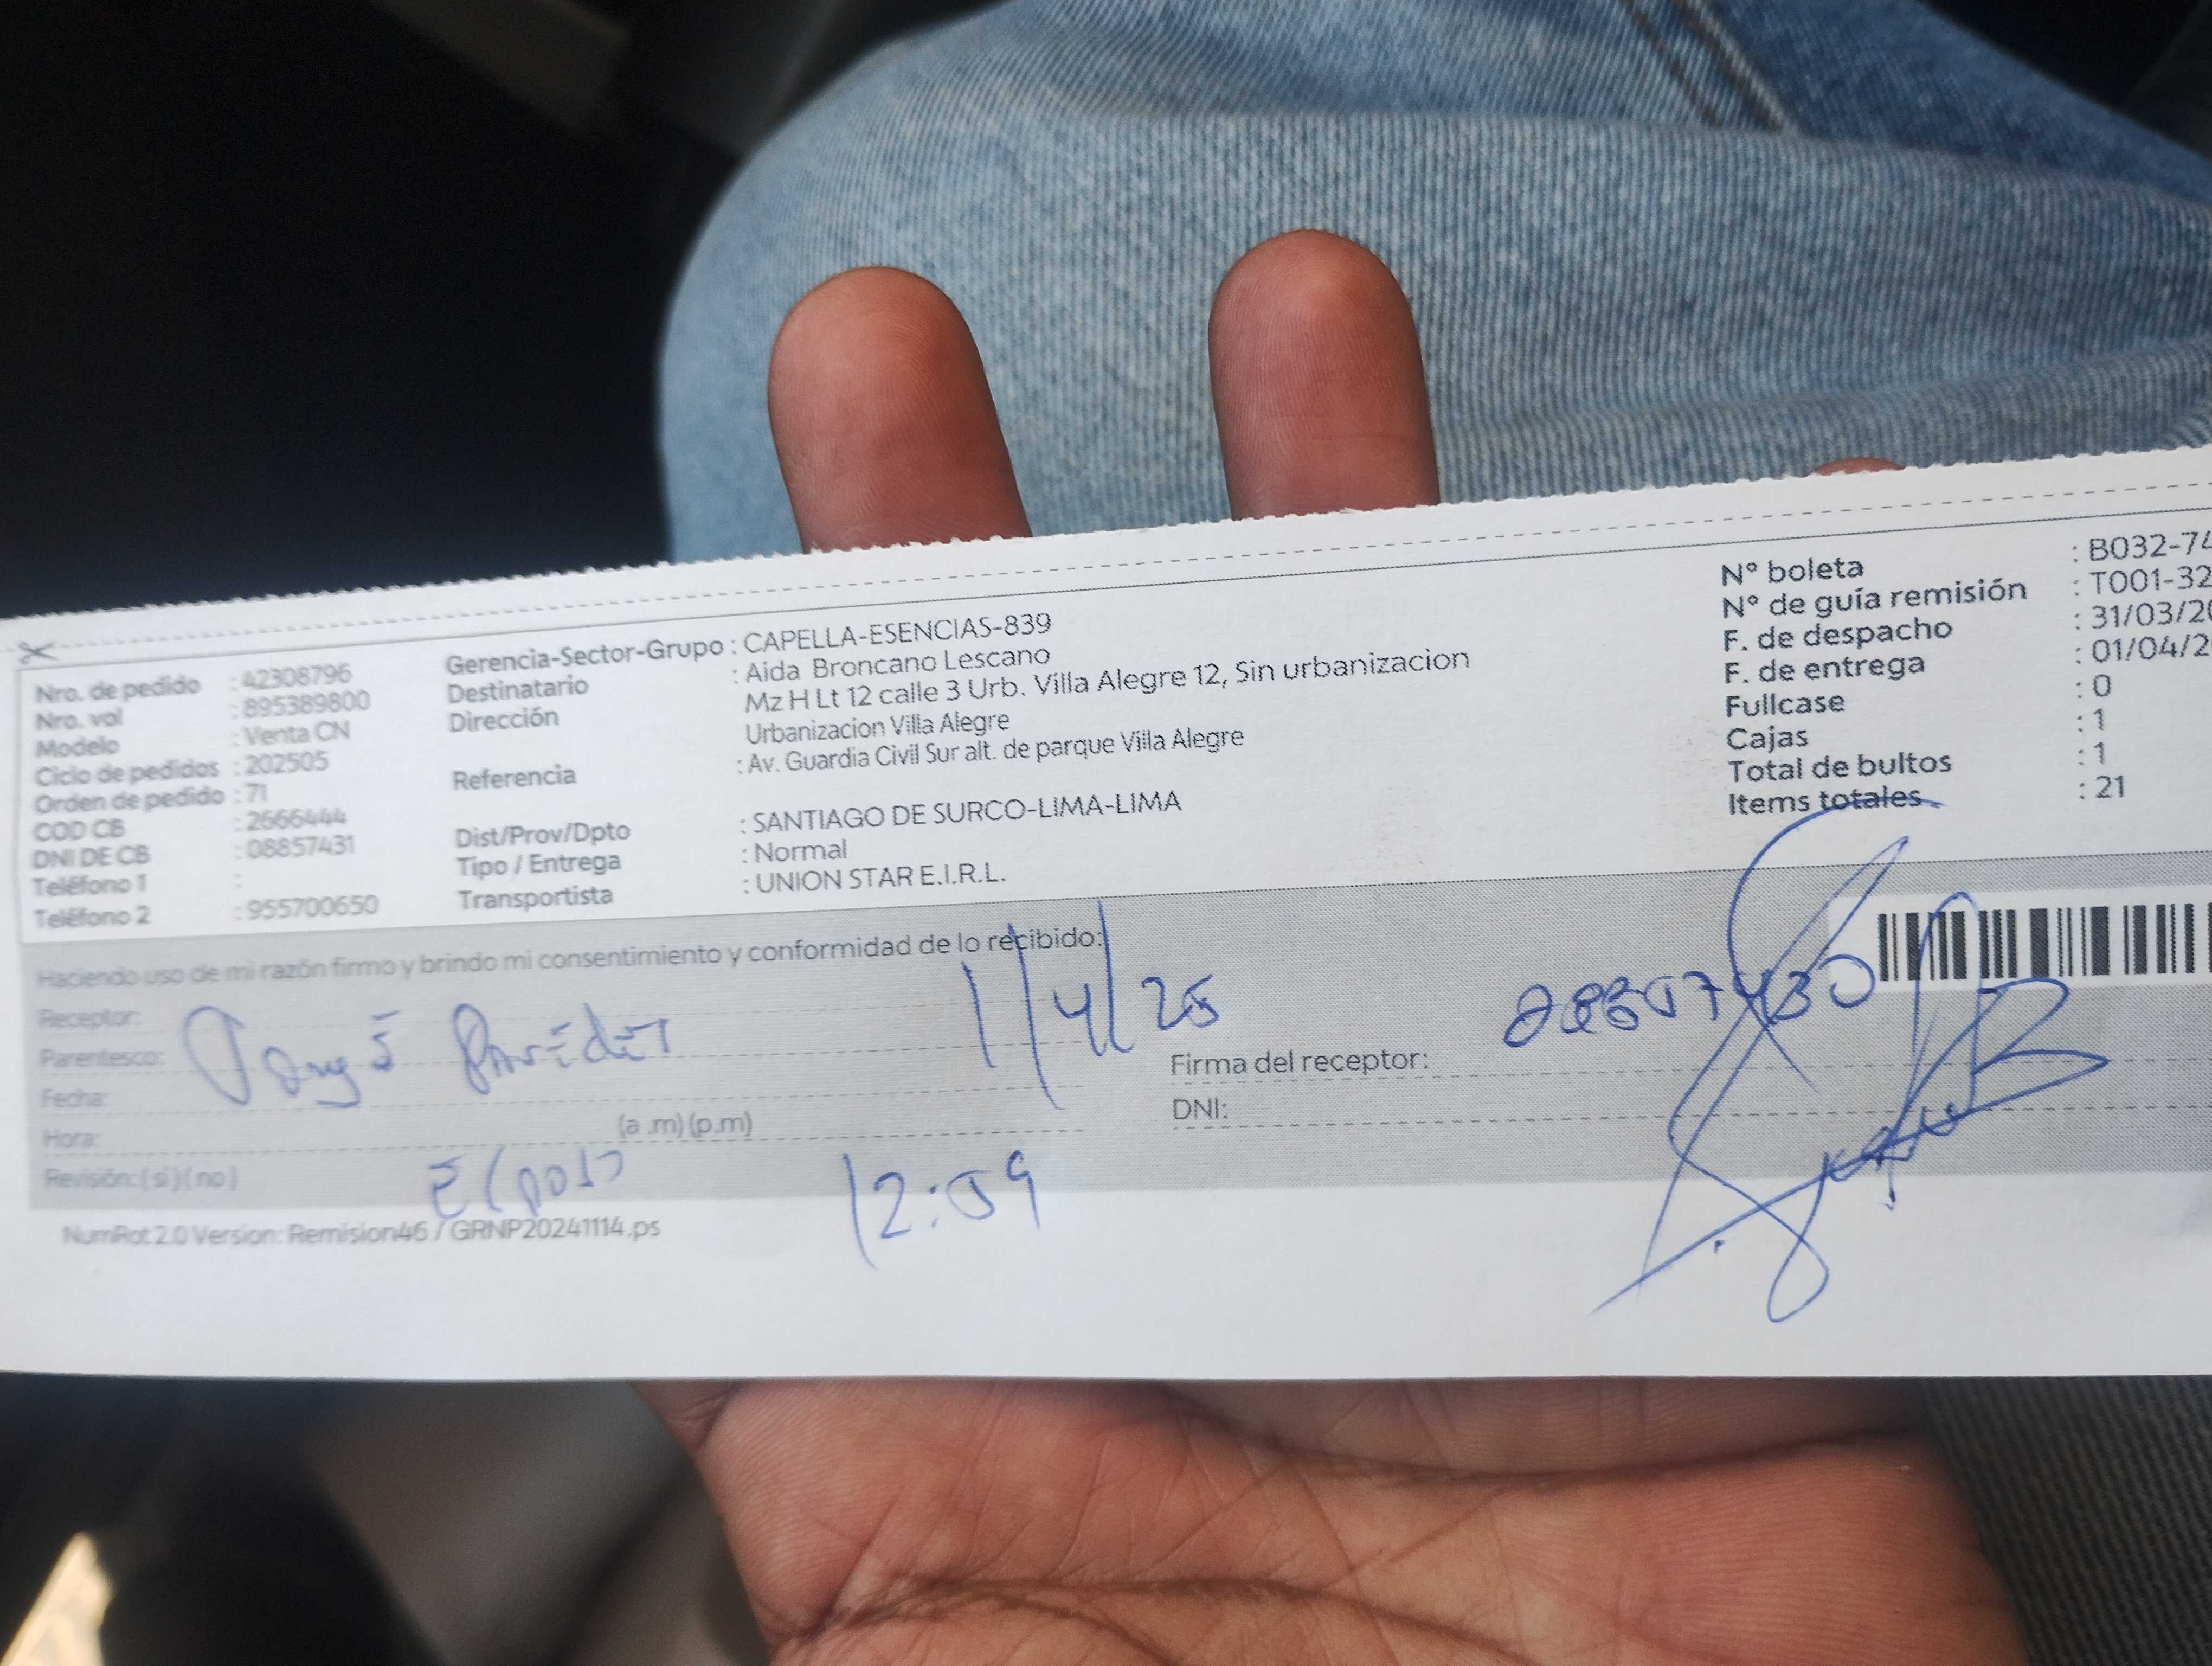 Nro. de pedido : 42308796
Nro. vol : 895389800
Modelo : Venta CN
Ciclo de pedidos : 202505
Orden de pedido : 71
COD CB : 2666444
DNI DE CB : 08857431
Teléfono 1 :
Teléfono 2 : 955700650
Gerencia-Sector-Grupo : CAPELLA-ESENCIAS-839
Destinatario : Aida Broncano Lescano
Dirección Mz H Lt 12 calle 3 Urb. Villa Alegre 12, Sin urbanizacion
Urbanizacion Villa Alegre
Referencia : Av. Guardia Civil Sur alt. de parque Villa Alegre
Dist/Prov/Dpto : SANTIAGO DE SURCO-LIMA-LIMA
Tipo / Entrega : Normal
Transportista : UNION STAR E.I.R.L.
N° boleta : B032-74
N° de guía remisión : T001-32
F. de despacho : 31/03/20
F. de entrega : 01/04/2
Fullcase : 0
Cajas : 1
Total de bultos : 1
Items totales : 21
Haciendo uso de mi razón firmo y brindo mi consentimiento y conformidad de lo recibido:
Receptor:
Parentesco:
Fecha: 1/4/25
Hora: (a .m) (p.m)
Revisión: ( si ) ( no )
12:09
Firma del receptor:
DNI:
NumRot 2.0 Version: Remision46 / GRNP20241114.ps